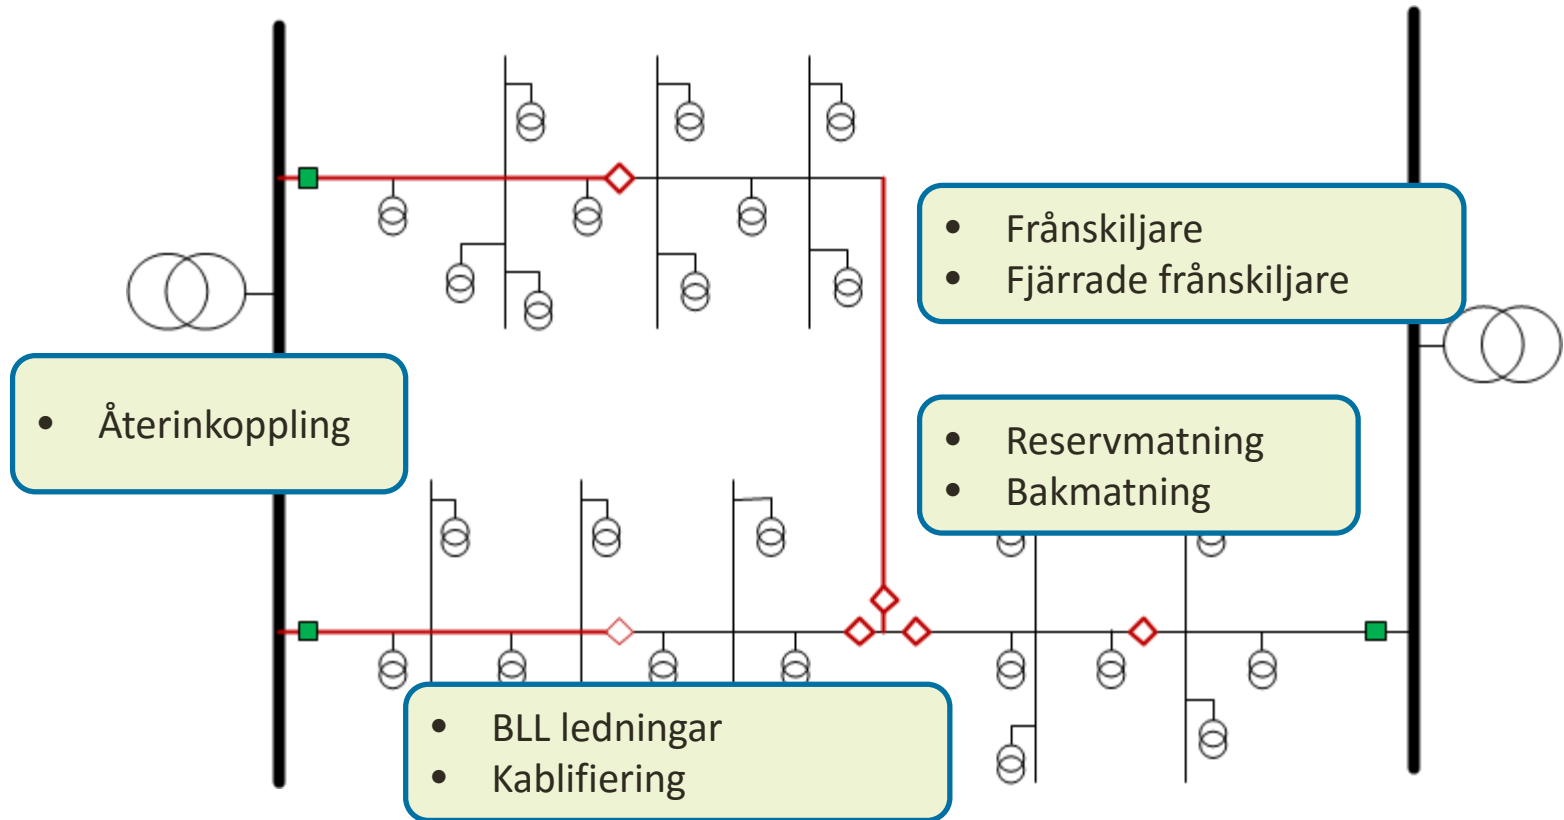 • Frånskiljare
• Fjärrade frånskiljare
• Återinkoppling
• Reservmatning
• Bakmatning
• BLL ledningar
• Kablifiering